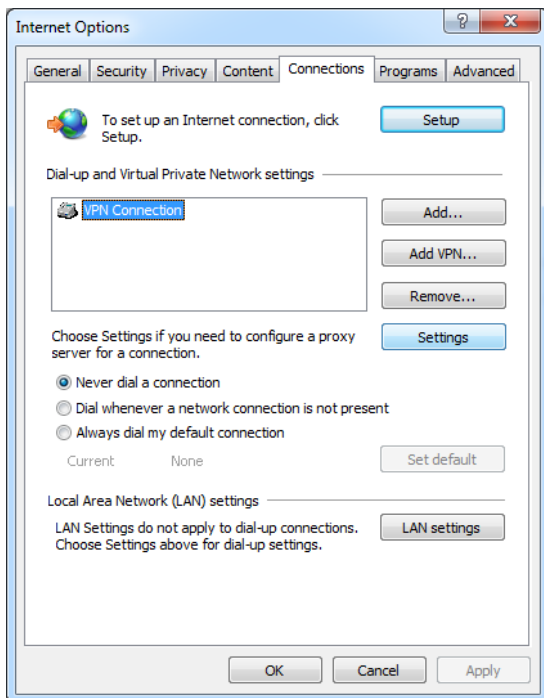 Internet Options
?
X
General Security Privacy Content Connections Programs Advanced
To set up an Internet connection, click
Setup.
Setup
Dial-up and Virtual Private Network settings
VPN Connection
Add...
Add VPN...
Remove...
Choose Settings if you need to configure a proxy
server for a connection.
Settings
Never dial a connection
Dial whenever a network connection is not present
Always dial my default connection
Current None
Set default
Local Area Network (LAN) settings
LAN Settings do not apply to dial-up connections.
Choose Settings above for dial-up settings.
LAN settings
OK Cancel Apply